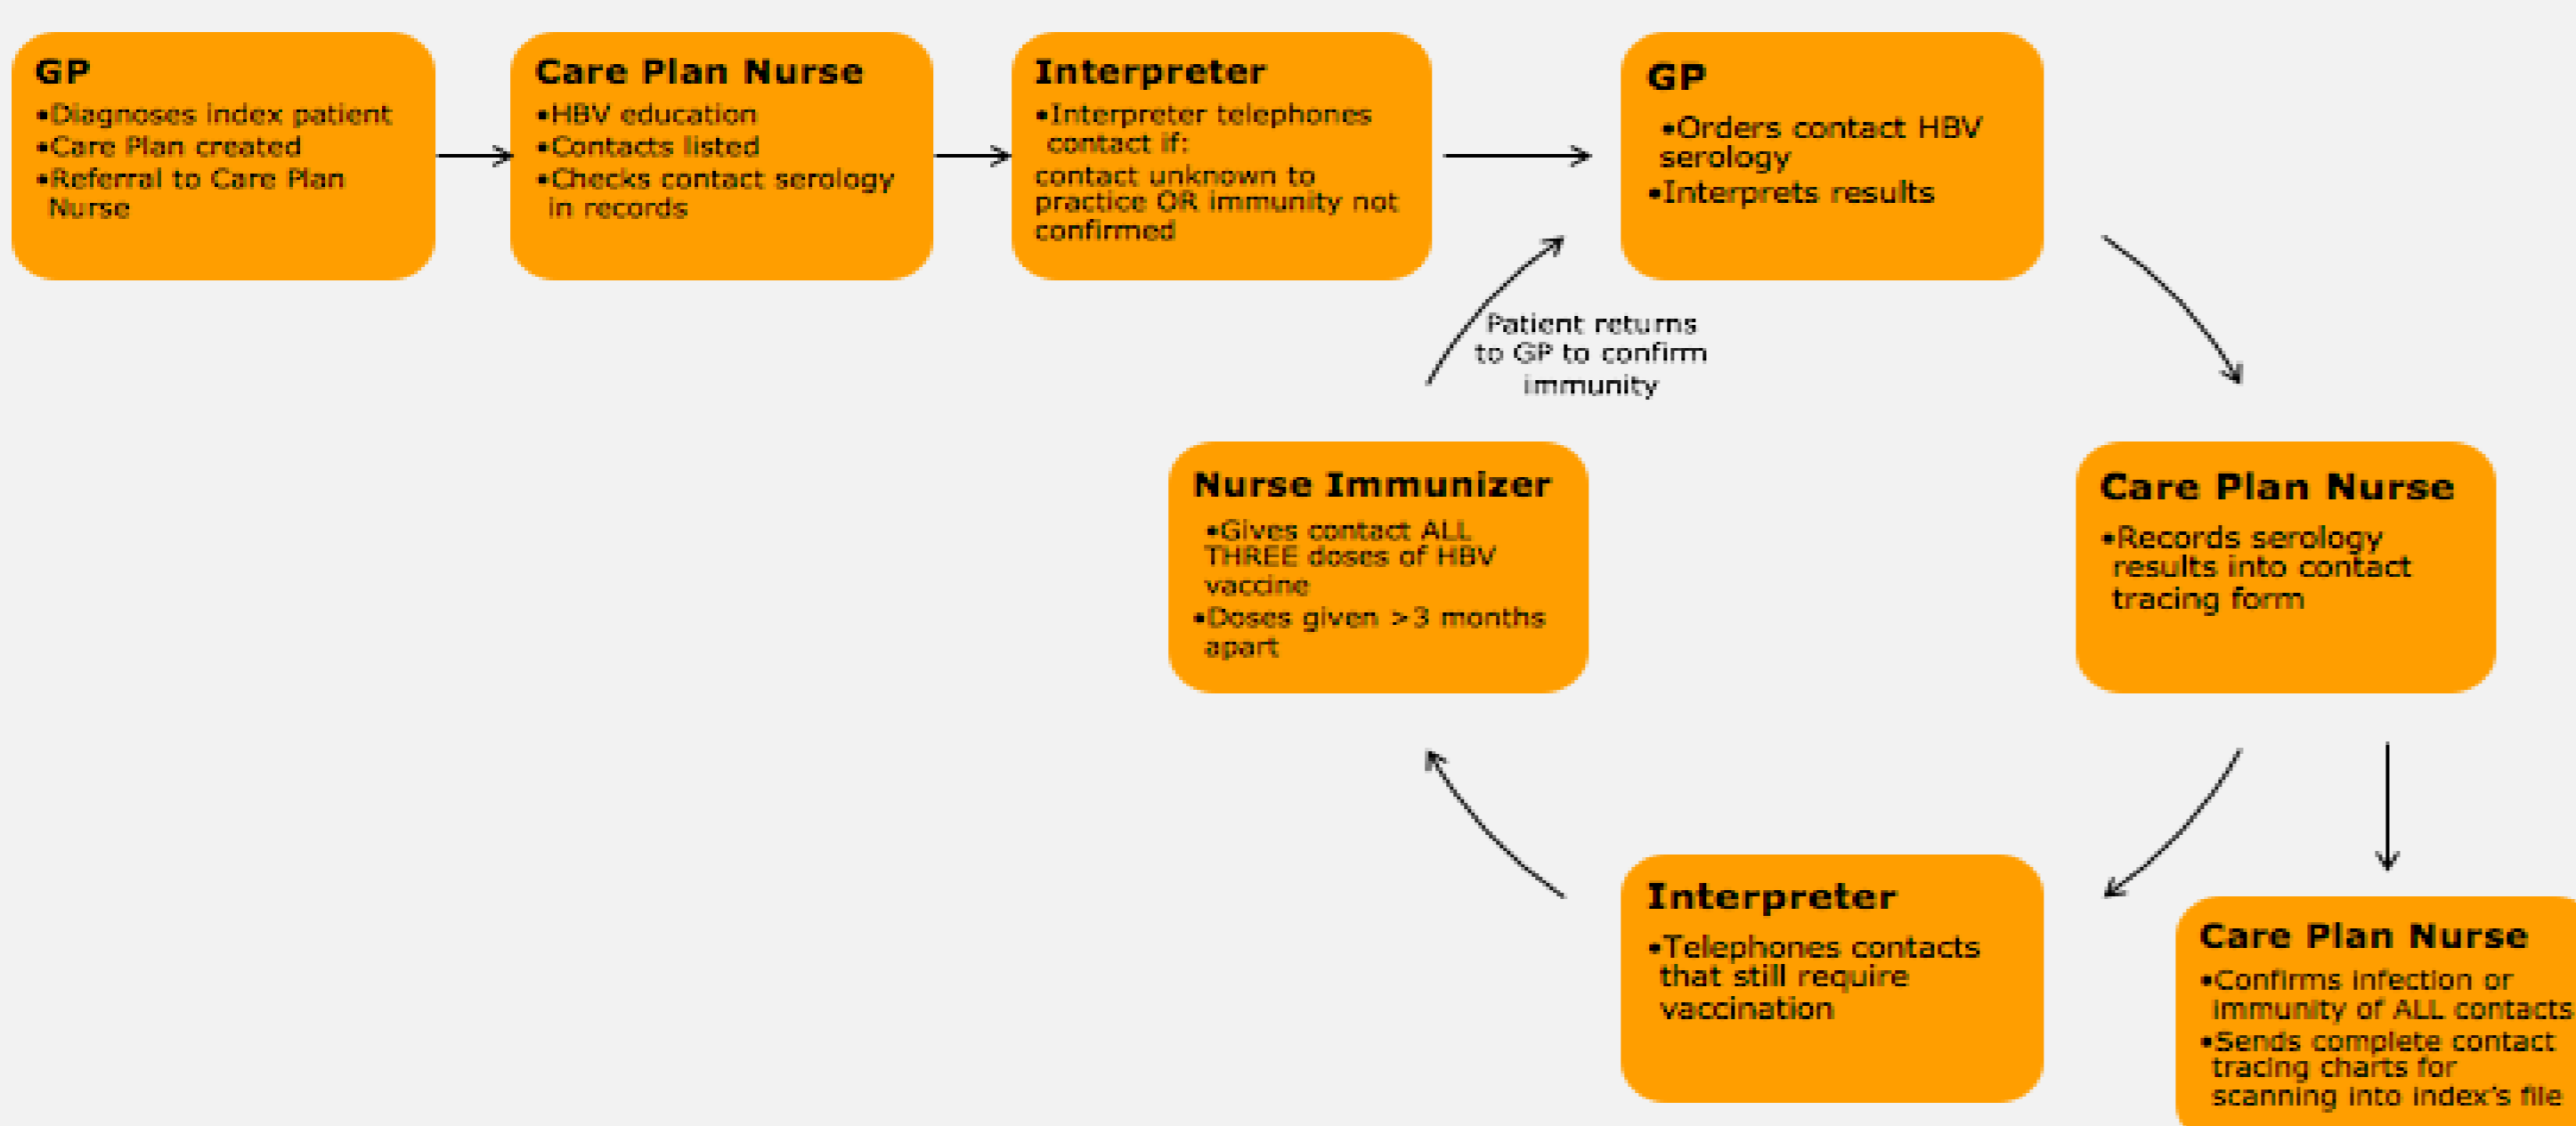 GP
•Diagnoses index patient
•Care Plan created
•Referral to Care Plan
Nurse
Care Plan Nurse
•HBV education
•Contacts listed
•Checks contact serology
in records
Interpreter
•Interpreter telephones
contact if:
contact unknown to
practice OR immunity not
confirmed
GP
•Orders contact HBV
serology
•Interprets results
Patient returns
to GP to confirm
immunity
Nurse Immunizer
•Gives contact ALL
THREE doses of HBV
vaccine
•Doses given >3 months
apart
Care Plan Nurse
•Records serology
results into contact
tracing form
Interpreter
•Telephones contacts
that still require
vaccination
Care Plan Nurse
•Confirms infection or
immunity of ALL contacts
•Sends complete contact
tracing charts for
scanning into index's file